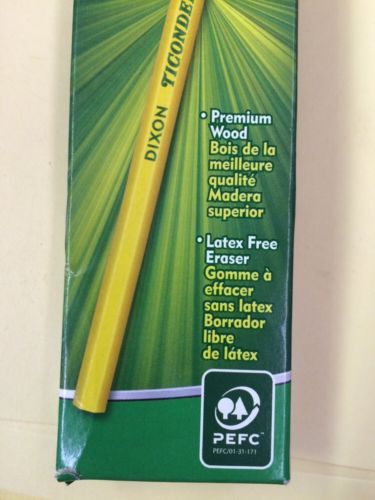 DIXON TICONDE
• Premium
Wood
Bois de la
meilleure
qualité
Madera
superior
• Latex Free
Eraser
Gomme à
effacer
sans latex
Borrador
libre
de látex
PEFC™
PEFC/01-31-171